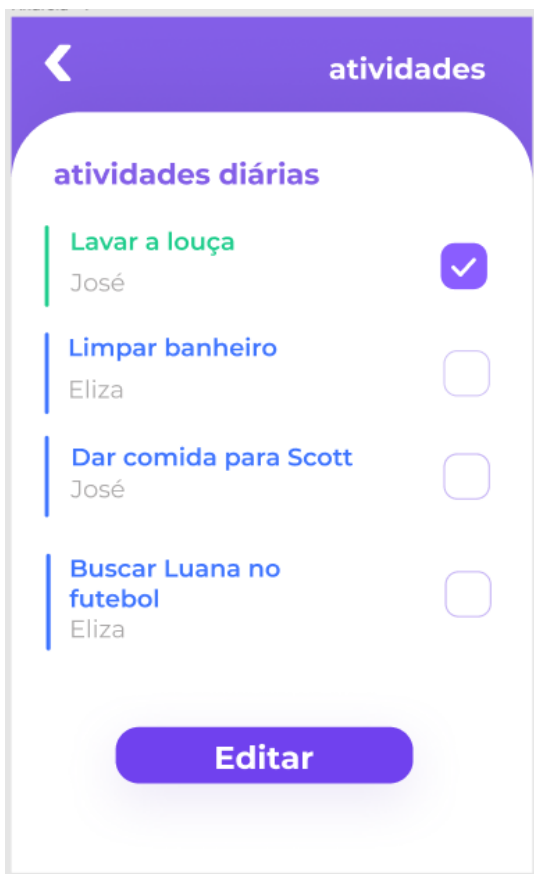 atividades
atividades diárias
Lavar a louça
José
Limpar banheiro
Eliza
Dar comida para Scott
José
Buscar Luana no
futebol
Eliza
Editar